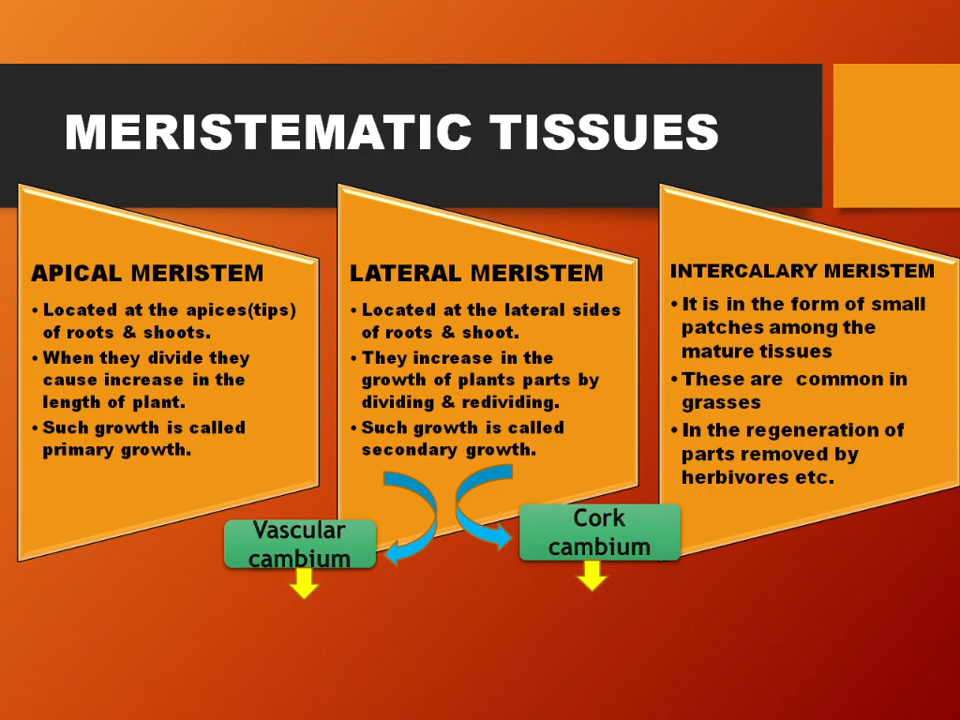 MERISTEMATIC TISSUES
APICAL MERISTEM
• Located at the apices(tips)
of roots & shoots.
• When they divide they
cause increase in the
length of plant.
• Such growth is called
primary growth.
LATERAL MERISTEM
• Located at the lateral sides
of roots & shoot.
• They increase in the
growth of plants parts by
dividing & redividing.
• Such growth is called
secondary growth.
INTERCALARY MERISTEM
• It is in the form of small
patches among the
mature tissues
• These are  common in
grasses
• In the regeneration of
parts removed by
herbivores etc.
Vascular
cambium
Cork
cambium